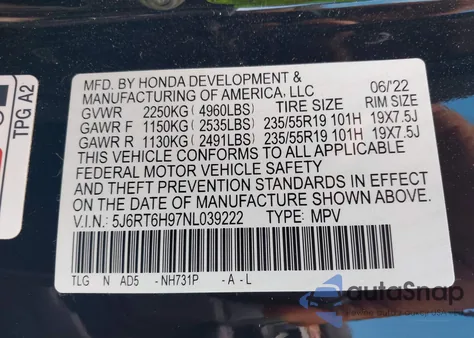 TPG A2
MFD. BY HONDA DEVELOPMENT &
MANUFACTURING OF AMERICA, LLC 06/'22
GVWR 2250KG (4960LBS) TIRE SIZE RIM SIZE
GAWR F 1150KG (2535LBS) 235/55R19 101H 19X7.5J
GAWR R 1130KG (2491LBS) 235/55R19 101H 19X7.5J
THIS VEHICLE CONFORMS TO ALL APPLICABLE
FEDERAL MOTOR VEHICLE SAFETY
AND THEFT PREVENTION STANDARDS IN EFFECT
ON THE DATE OF MANUFACTURE SHOWN ABOVE.
V.I.N.: 5J6RT6H97NL039222 TYPE: MPV
TLG N AD5 - NH731P - A - L
autoSnap